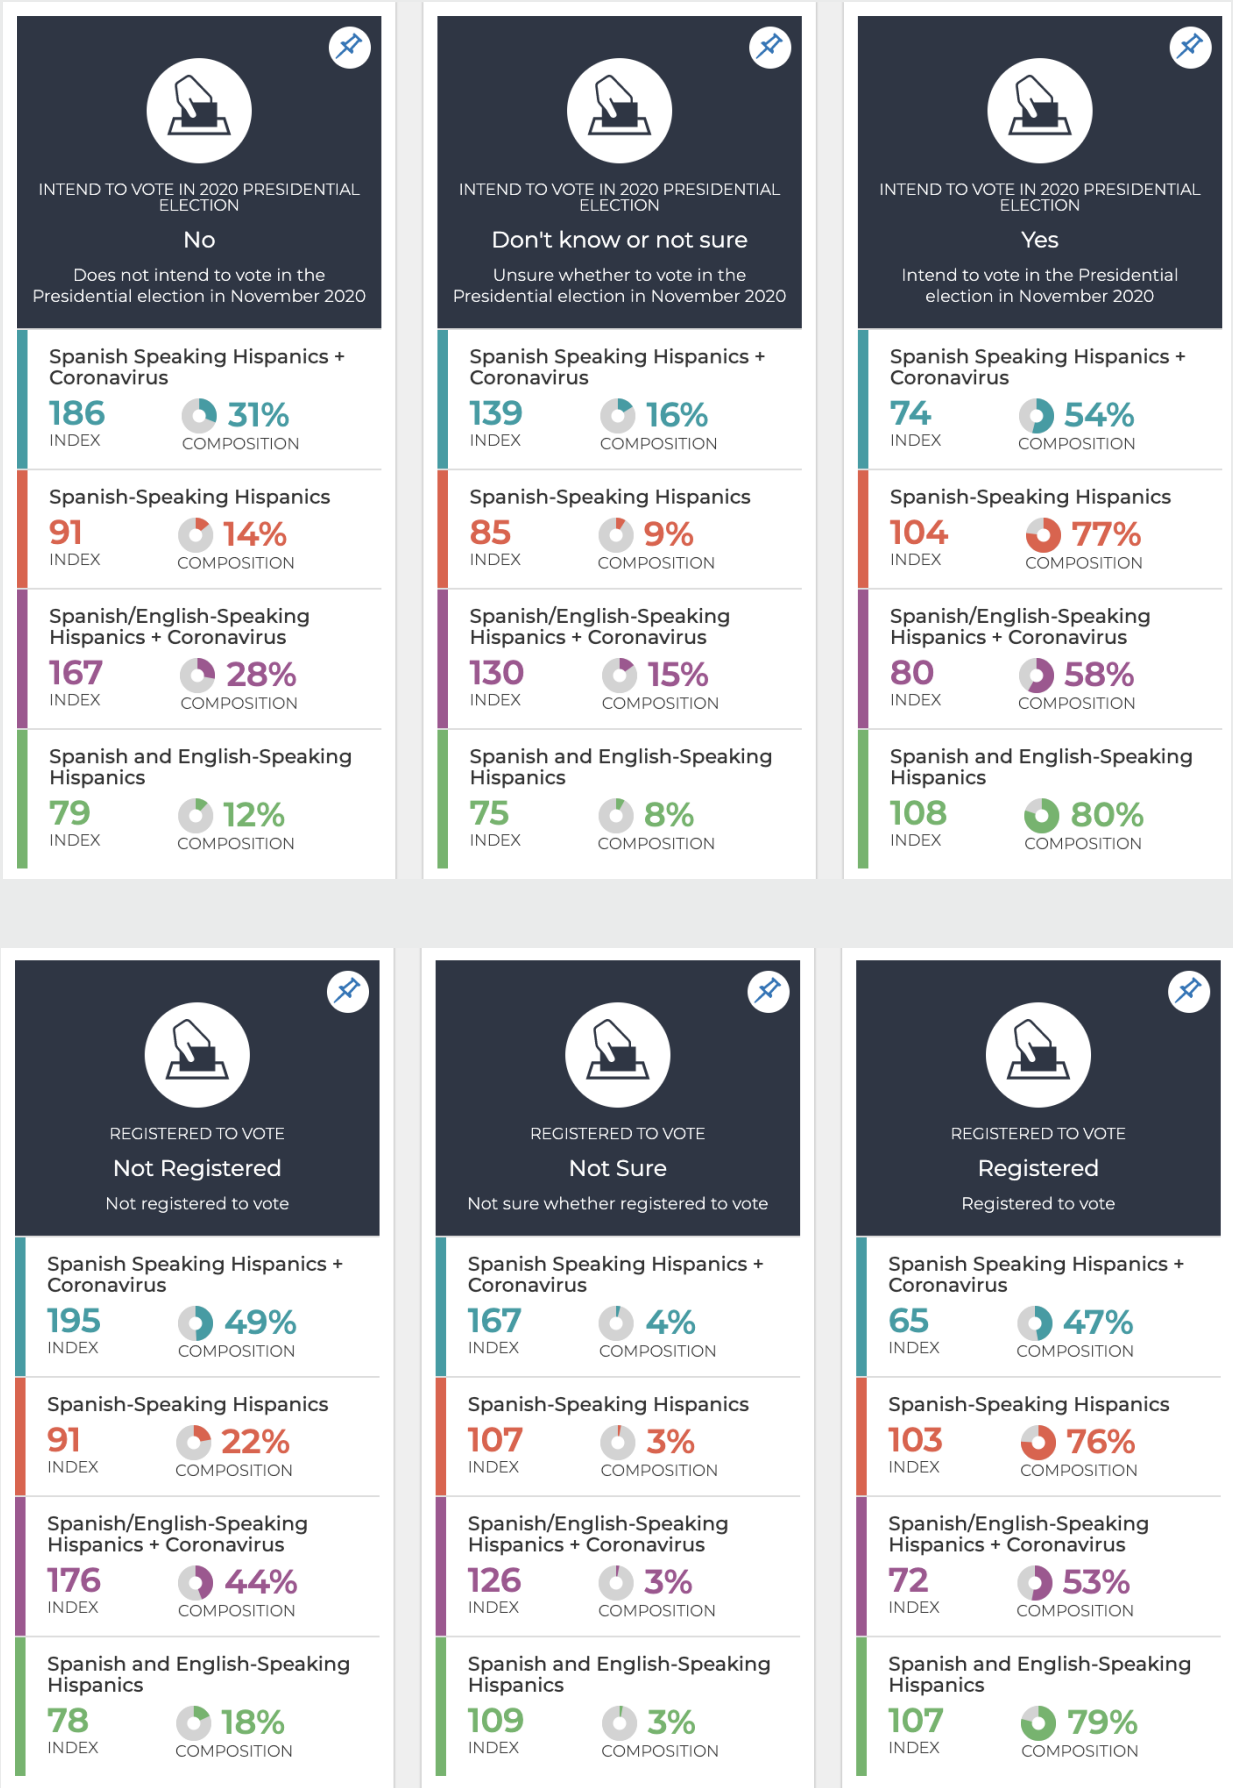 INTEND TO VOTE IN 2020 PRESIDENTIAL
ELECTION
No
Does not intend to vote in the
Presidential election in November 2020
Spanish Speaking Hispanics +
Coronavirus
186 31%
INDEX COMPOSITION
Spanish-Speaking Hispanics
91 14%
INDEX COMPOSITION
Spanish/English-Speaking
Hispanics + Coronavirus
167 28%
INDEX COMPOSITION
Spanish and English-Speaking
Hispanics
79 12%
INDEX COMPOSITION
INTEND TO VOTE IN 2020 PRESIDENTIAL
ELECTION
Don't know or not sure
Unsure whether to vote in the
Presidential election in November 2020
Spanish Speaking Hispanics +
Coronavirus
139 16%
INDEX COMPOSITION
Spanish-Speaking Hispanics
85 9%
INDEX COMPOSITION
Spanish/English-Speaking
Hispanics + Coronavirus
130 15%
INDEX COMPOSITION
Spanish and English-Speaking
Hispanics
75 8%
INDEX COMPOSITION
INTEND TO VOTE IN 2020 PRESIDENTIAL
ELECTION
Yes
Intend to vote in the Presidential
election in November 2020
Spanish Speaking Hispanics +
Coronavirus
74 54%
INDEX COMPOSITION
Spanish-Speaking Hispanics
104 77%
INDEX COMPOSITION
Spanish/English-Speaking
Hispanics + Coronavirus
80 58%
INDEX COMPOSITION
Spanish and English-Speaking
Hispanics
108 80%
INDEX COMPOSITION
REGISTERED TO VOTE
Not Registered
Not registered to vote
Spanish Speaking Hispanics +
Coronavirus
195 49%
INDEX COMPOSITION
Spanish-Speaking Hispanics
91 22%
INDEX COMPOSITION
Spanish/English-Speaking
Hispanics + Coronavirus
176 44%
INDEX COMPOSITION
Spanish and English-Speaking
Hispanics
78 18%
INDEX COMPOSITION
REGISTERED TO VOTE
Not Sure
Not sure whether registered to vote
Spanish Speaking Hispanics +
Coronavirus
167 4%
INDEX COMPOSITION
Spanish-Speaking Hispanics
107 3%
INDEX COMPOSITION
Spanish/English-Speaking
Hispanics + Coronavirus
126 3%
INDEX COMPOSITION
Spanish and English-Speaking
Hispanics
109 3%
INDEX COMPOSITION
REGISTERED TO VOTE
Registered
Registered to vote
Spanish Speaking Hispanics +
Coronavirus
65 47%
INDEX COMPOSITION
Spanish-Speaking Hispanics
103 76%
INDEX COMPOSITION
Spanish/English-Speaking
Hispanics + Coronavirus
72 53%
INDEX COMPOSITION
Spanish and English-Speaking
Hispanics
107 79%
INDEX COMPOSITION